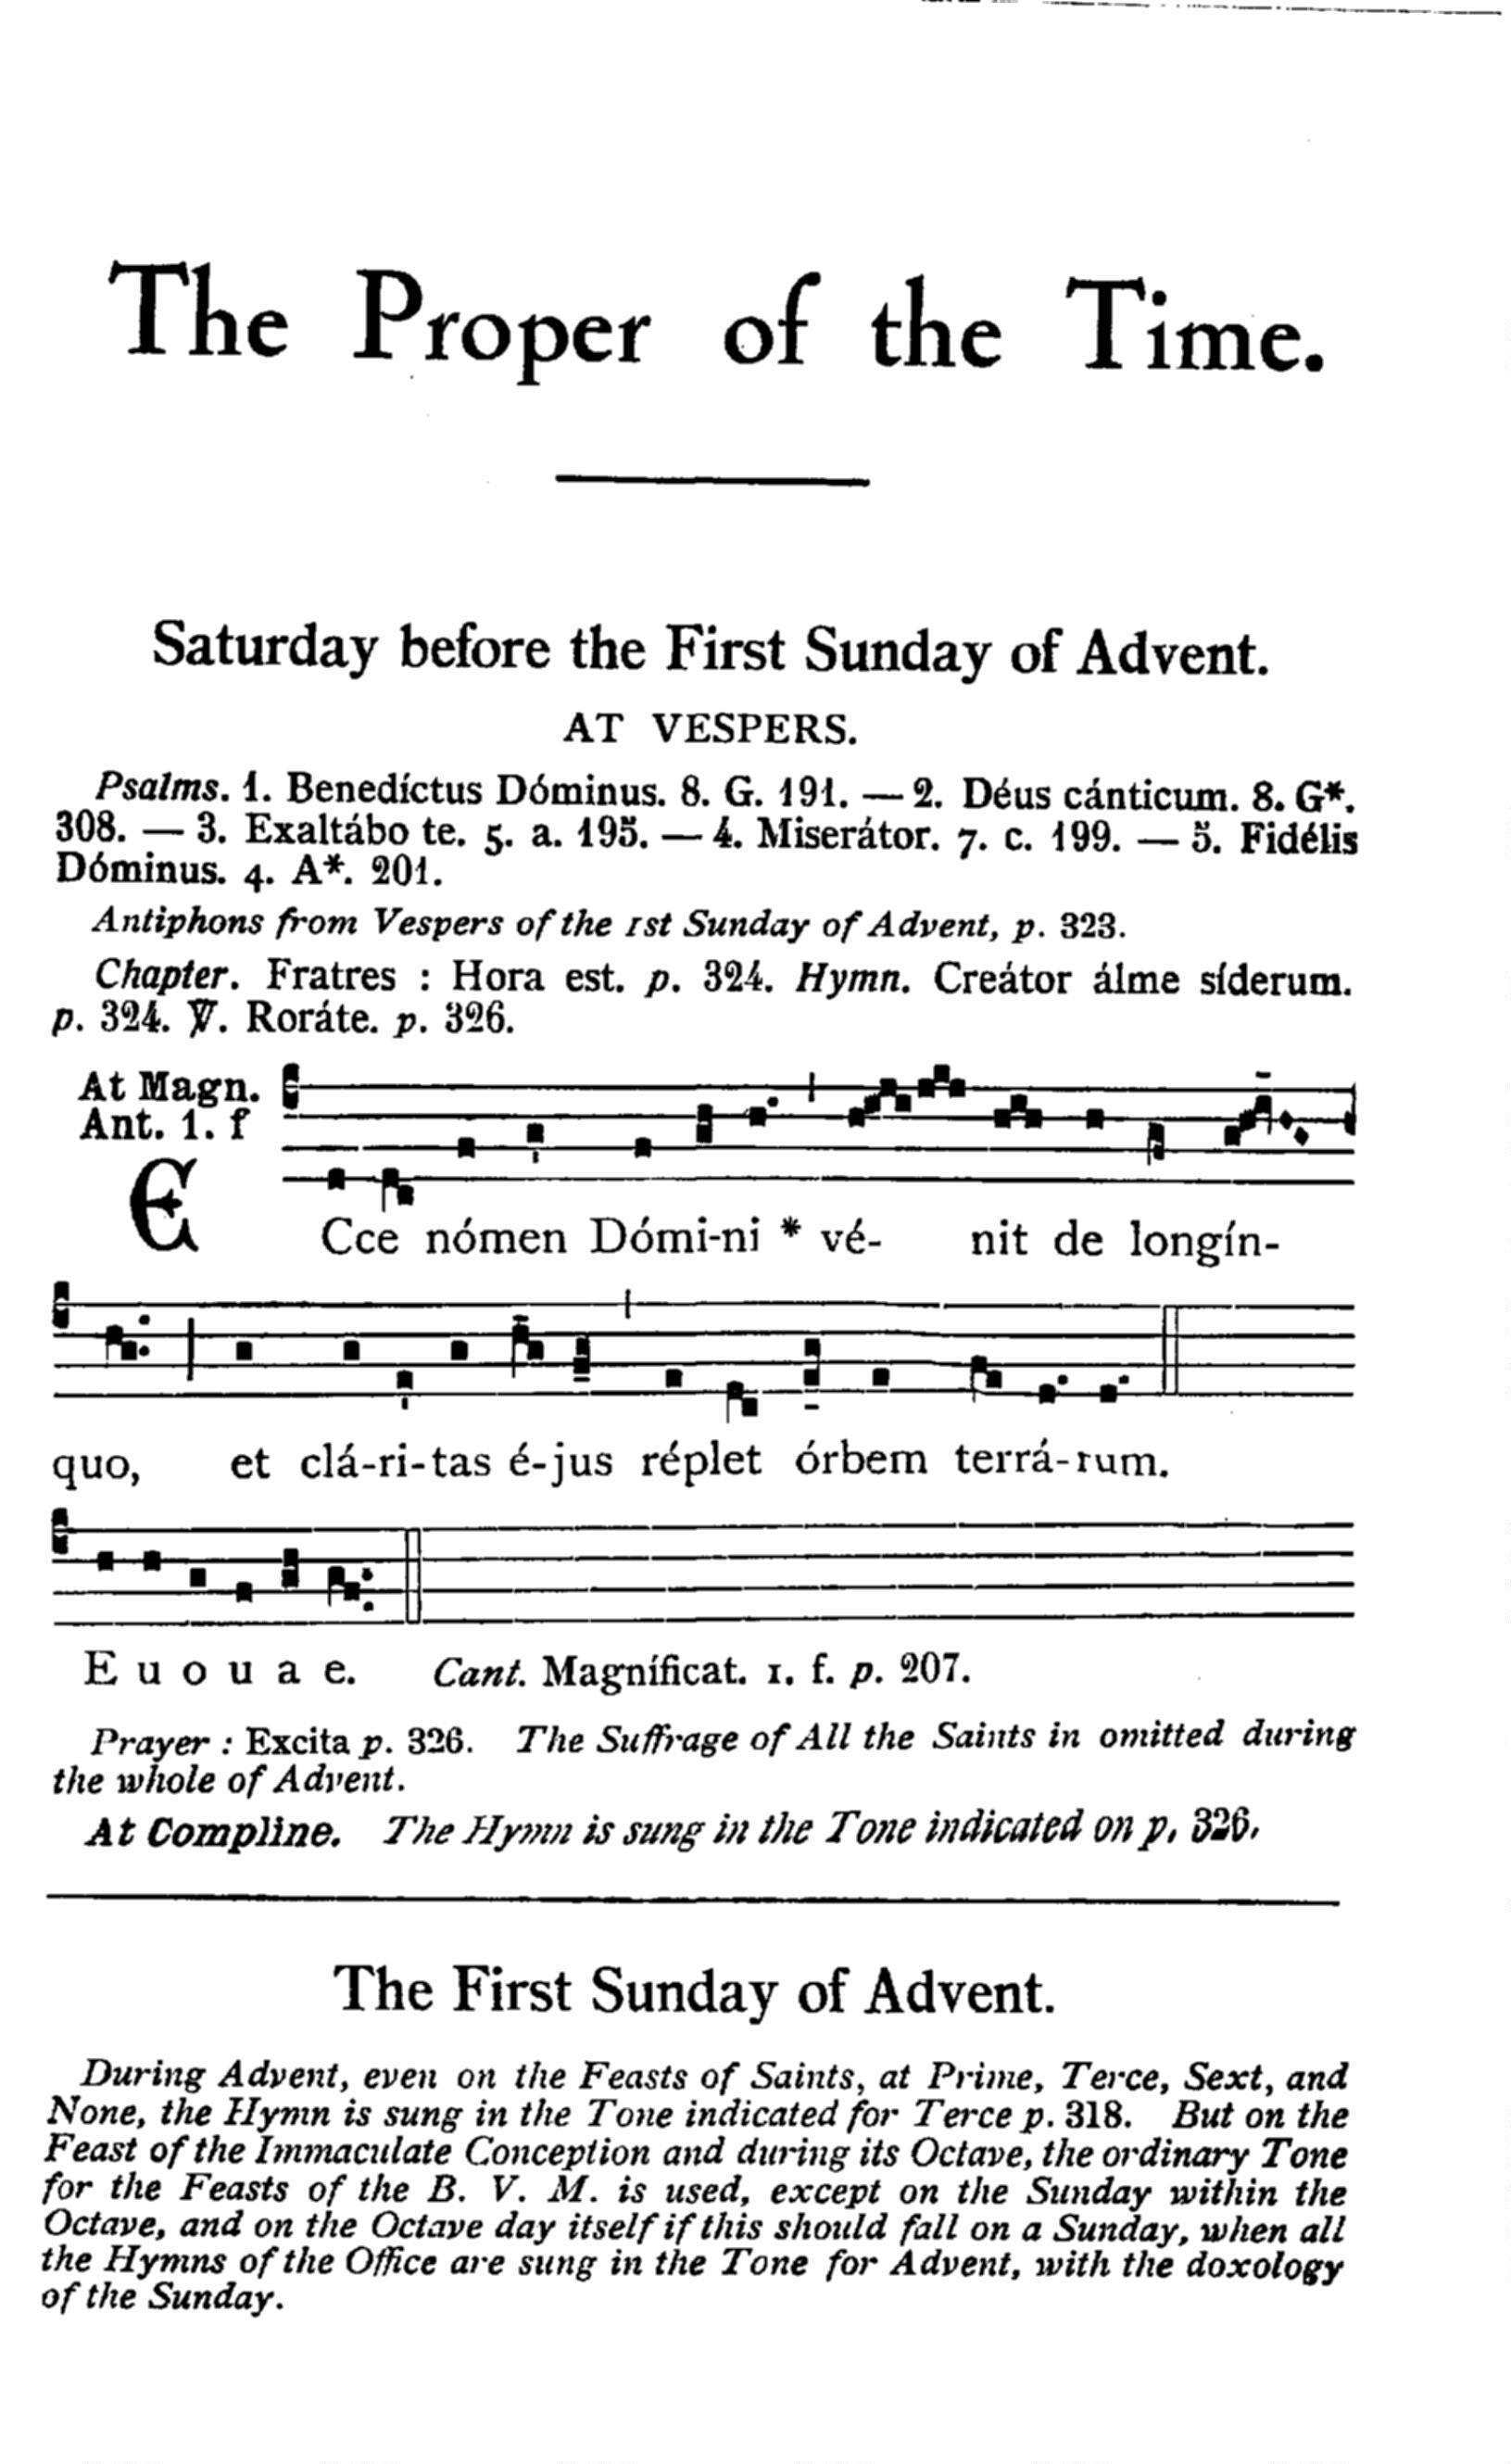 The Proper of the Time.
Saturday before the First Sunday of Advent.
AT VESPERS.
Psalms. 1. Benedíctus Dóminus. 8. G. 191. — 2. Déus cánticum. 8. G*.
308. — 3. Exaltábo te. 5. a. 195. — 4. Miserátor. 7. c. 199. — 5. Fidélis
Dóminus. 4. A*. 201.
Antiphons from Vespers of the 1st Sunday of Advent, p. 323.
Chapter. Fratres : Hora est. p. 324. Hymn. Creátor álme síderum.
p. 324. ℣. Roráte. p. 326.
At Magn.
Ant. 1. f
ECce nómen Dómi-ni * vé- nit de longín-
quo, et clá-ri-tas é-jus réplet órbem terrá-rum.
E u o u a e. Cant. Magníficat. 1. f. p. 207.
Prayer : Excita p. 326. The Suffrage of All the Saints in omitted during
the whole of Advent.
At Compline. The Hymn is sung in the Tone indicated on p. 326.
The First Sunday of Advent.
During Advent, even on the Feasts of Saints, at Prime, Terce, Sext, and
None, the Hymn is sung in the Tone indicated for Terce p. 318. But on the
Feast of the Immaculate Conception and during its Octave, the ordinary Tone
for the Feasts of the B. V. M. is used, except on the Sunday within the
Octave, and on the Octave day itself if this should fall on a Sunday, when all
the Hymns of the Office are sung in the Tone for Advent, with the doxology
of the Sunday.